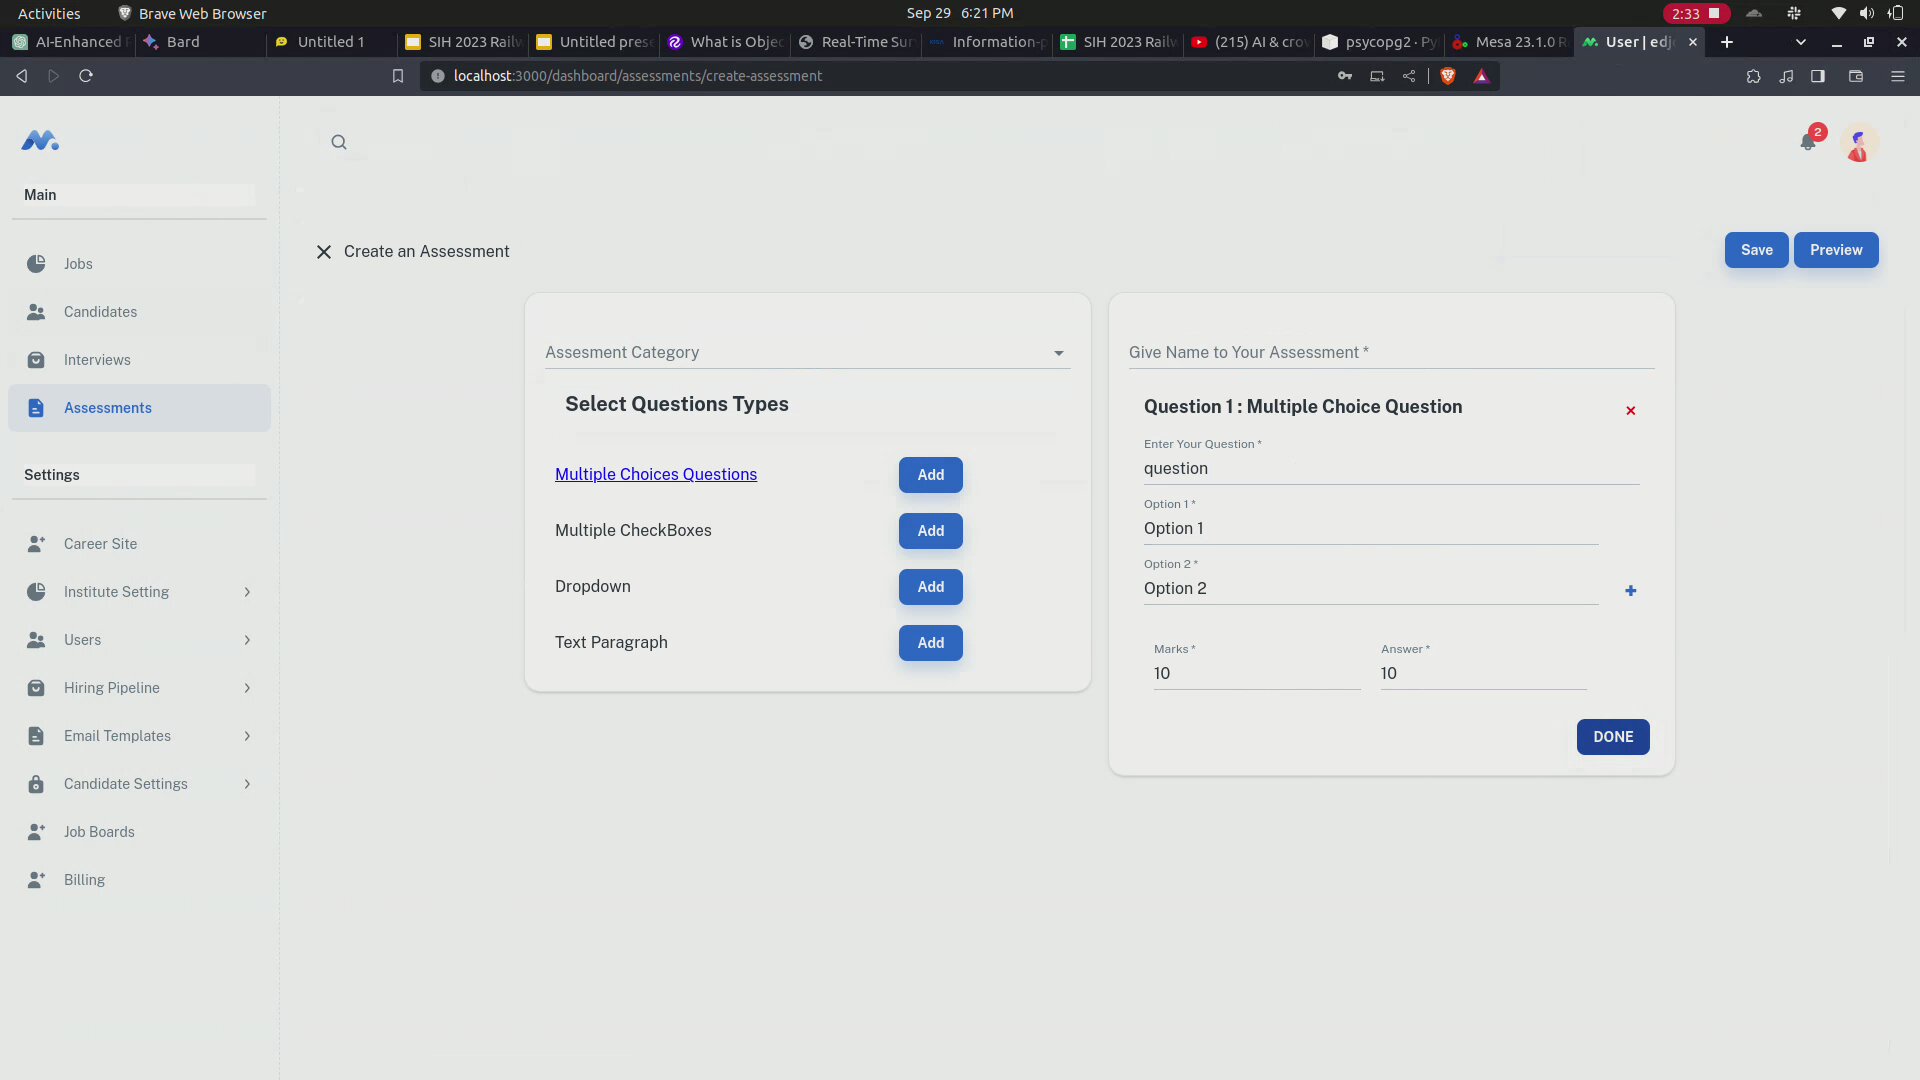 Activities
Brave Web Browser
Sep 29 6:21 PM
2:33
AI-Enhanced
Bard
Untitled 1
SIH 2023 Railw
Untitled prese
What is Objec
Real-Time Sur
Information-p
SIH 2023 Railw
(215) AI & crow
psycopg2 · Py
Mesa 23.1.0 R
User | edj
localhost:3000/dashboard/assessments/create-assessment
2
Main
Jobs
Candidates
Interviews
Assessments
Settings
Career Site
Institute Setting
Users
Hiring Pipeline
Email Templates
Candidate Settings
Job Boards
Billing
Create an Assessment
Save
Preview
Assesment Category
Select Questions Types
Multiple Choices Questions
Add
Multiple CheckBoxes
Add
Dropdown
Add
Text Paragraph
Add
Give Name to Your Assessment *
Question 1 : Multiple Choice Question
Enter Your Question *
question
Option 1 *
Option 1
Option 2 *
Option 2
Marks *
10
Answer *
10
DONE